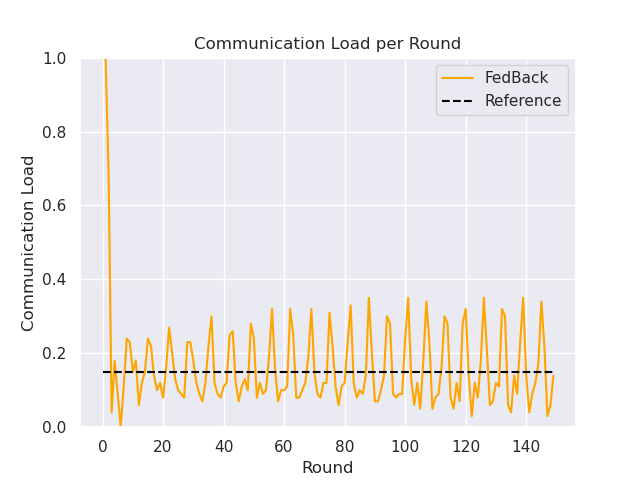 Communication Load per Round
FedBack
Reference
Communication Load
1.0
0.8
0.6
0.4
0.2
0.0
0 20 40 60 80 100 120 140
Round